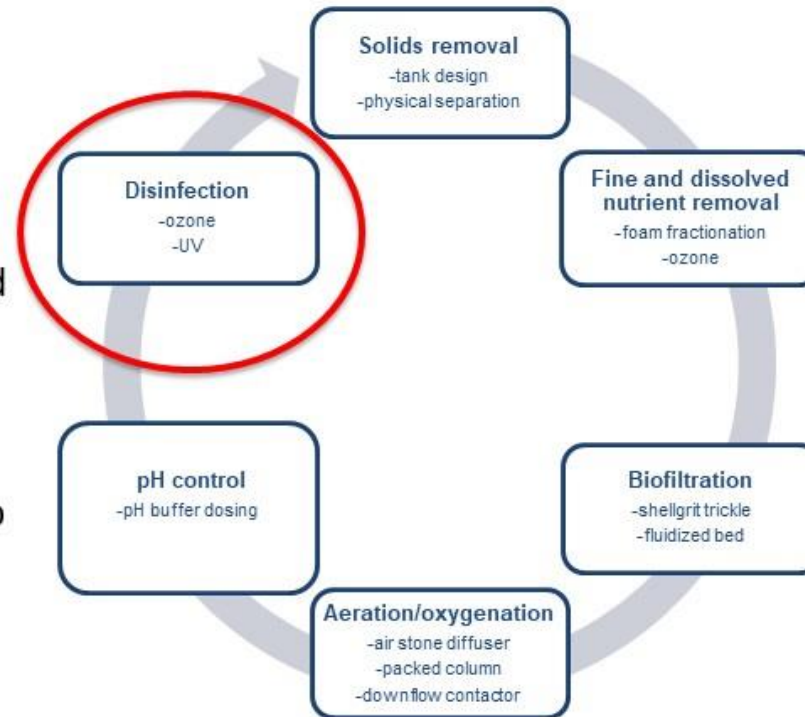 Solids removal
-tank design
-physical separation
Fine and dissolved
nutrient removal
-foam fractionation
-ozone
Biofiltration
-shellgrit trickle
-fluidized bed
Aeration/oxygenation
-air stone diffuser
-packed column
-downflow contactor
pH control
-pH buffer dosing
Disinfection
-ozone
-UV